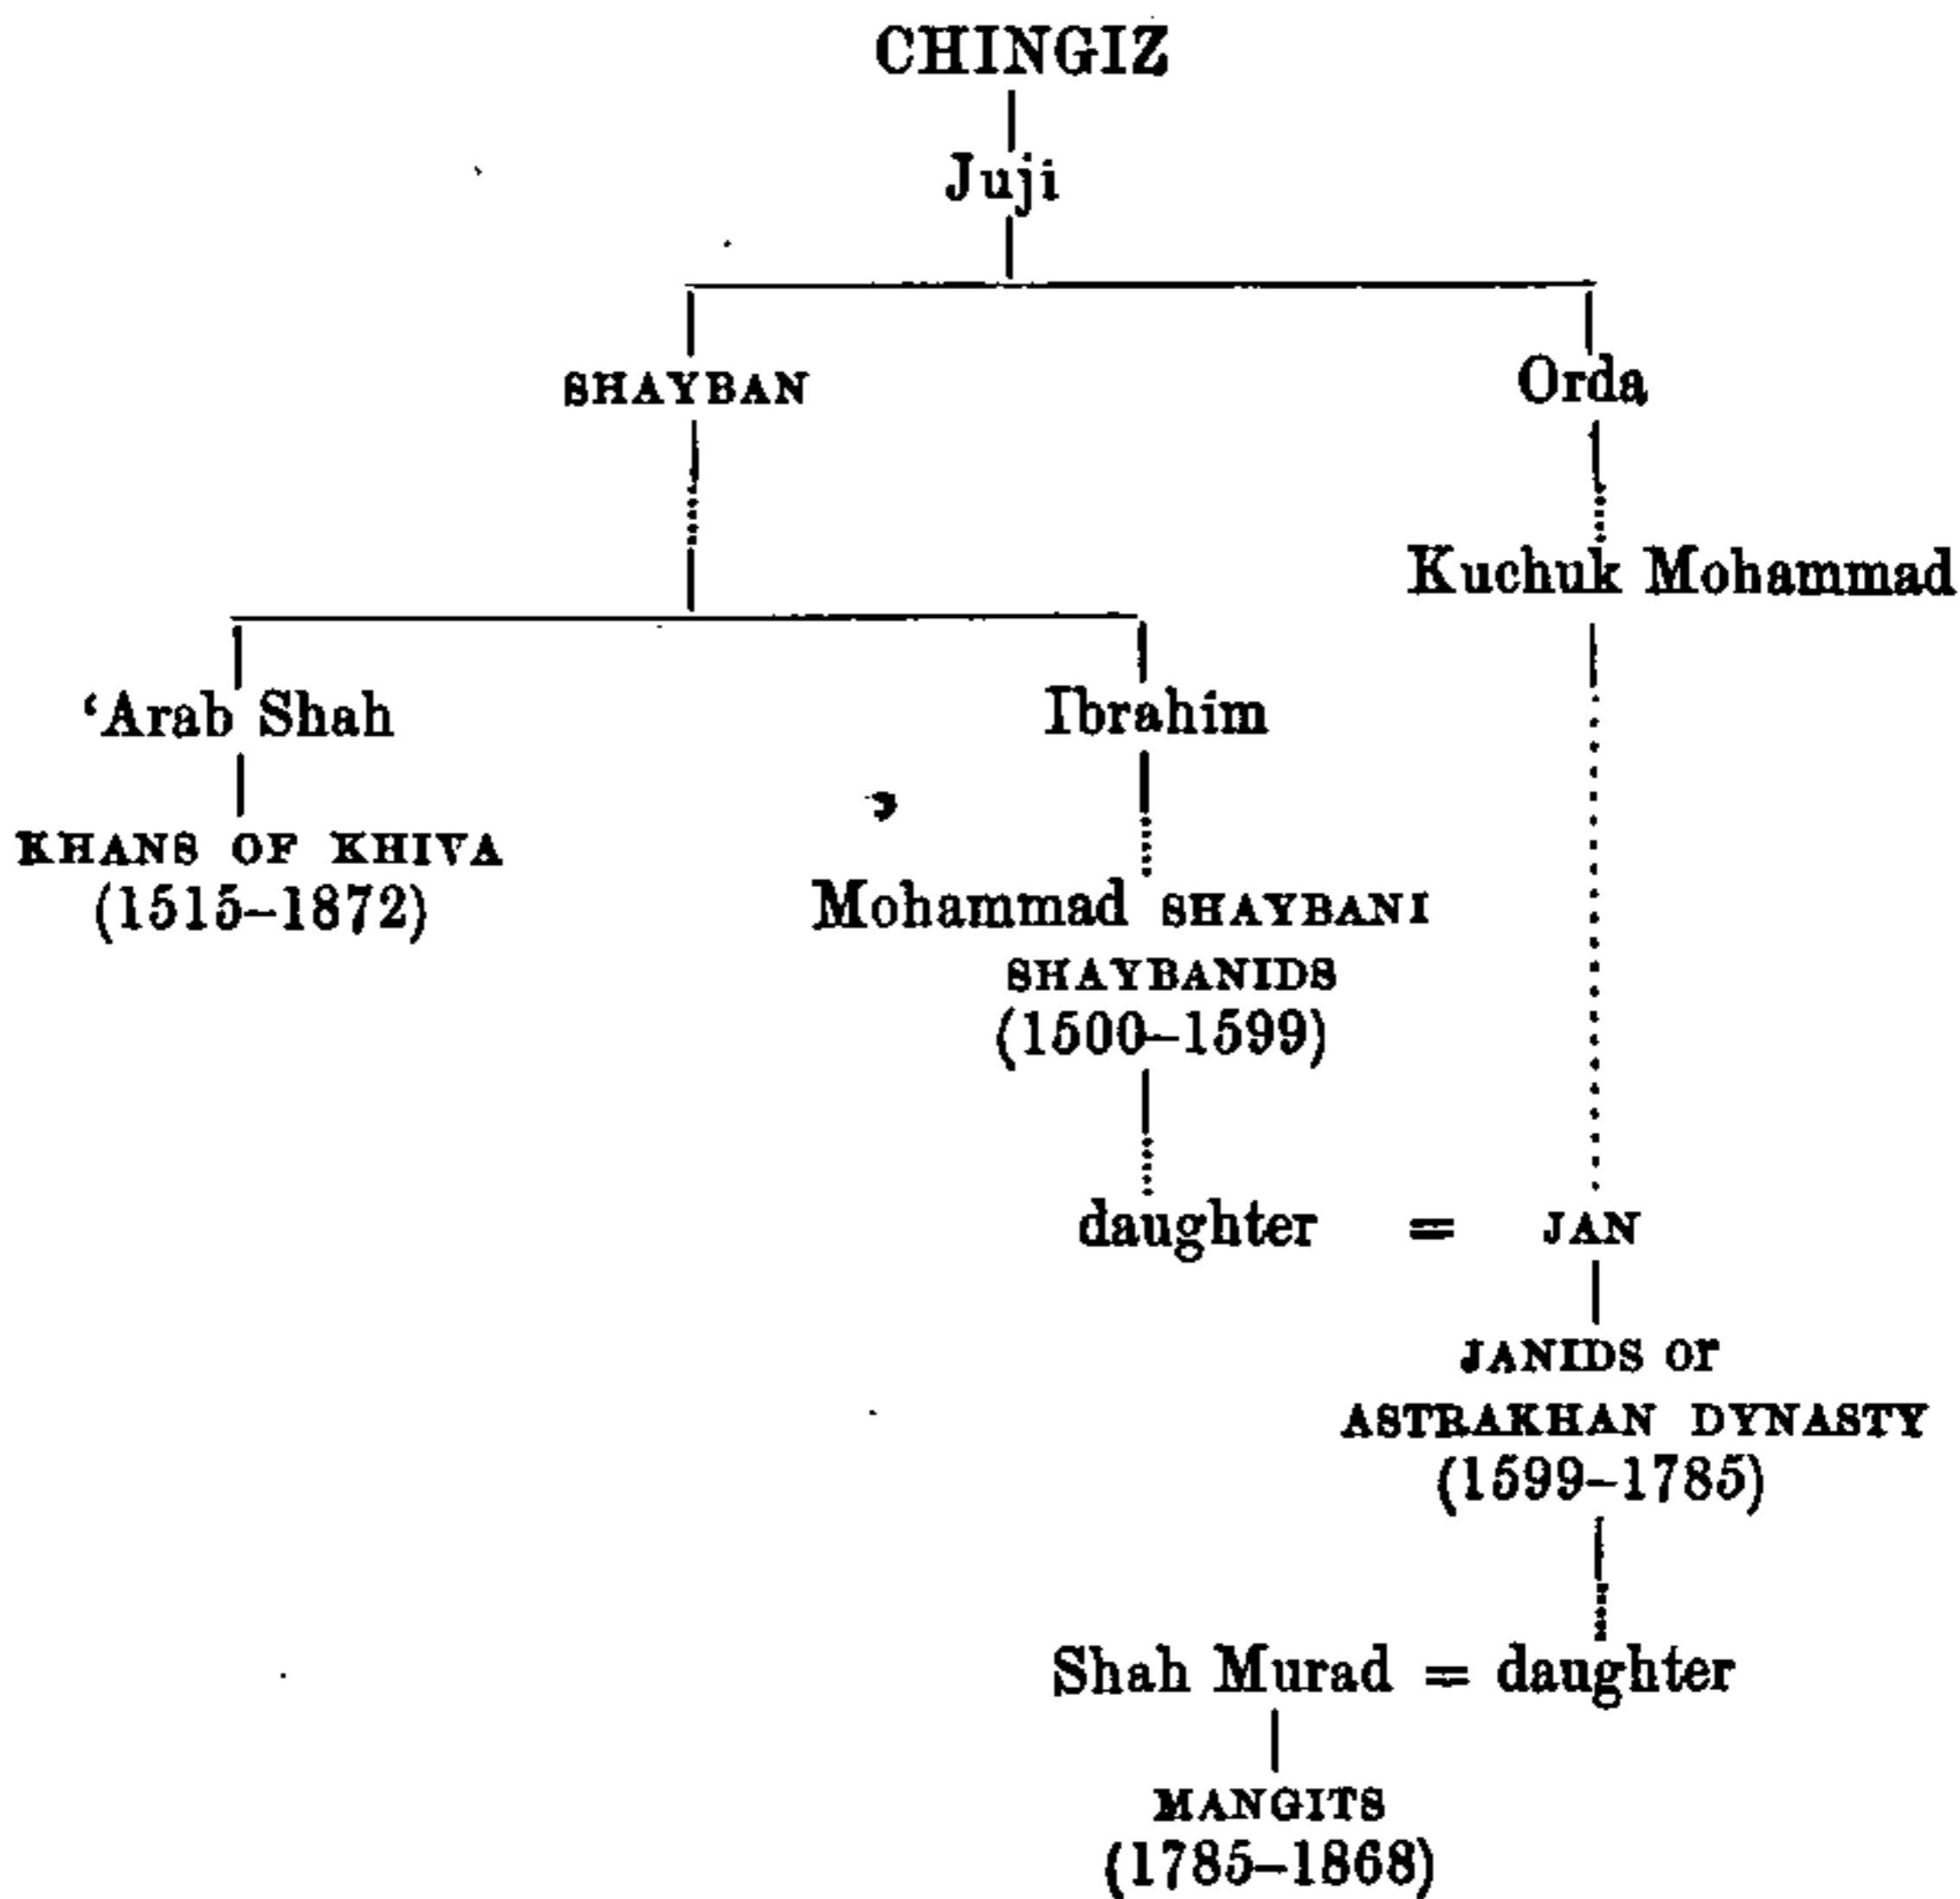 CHINGIZ
Juji
SHAYBAN
Orda
Kuchuk Mohammad
‘Arab Shah
Ibrahim
KHANS OF KHIVA
(1515–1872)
Mohammad SHAYBANI
SHAYBANIDS
(1500–1599)
daughter = JAN
JANIDS or
ASTRAKHAN DYNASTY
(1599–1785)
Shah Murad = daughter
MANGITS
(1785–1868)